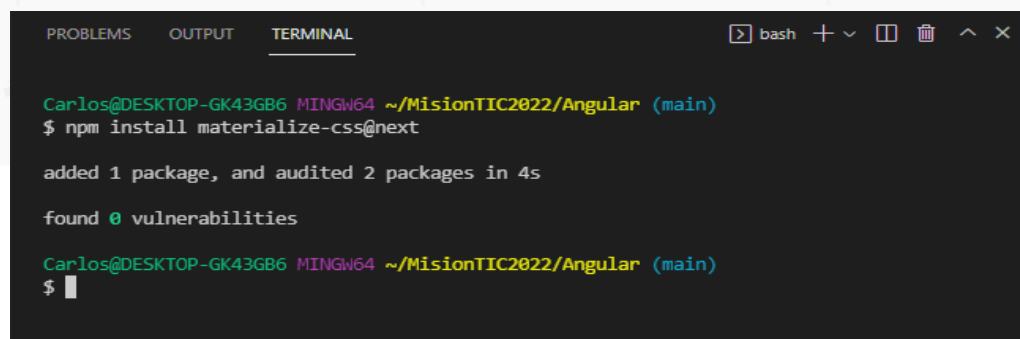 PROBLEMS OUTPUT TERMINAL bash
Carlos@DESKTOP-GK43GB6 MINGW64 ~/MisionTIC2022/Angular (main)
$ npm install materialize-css@next
added 1 package, and audited 2 packages in 4s
found 0 vulnerabilities
Carlos@DESKTOP-GK43GB6 MINGW64 ~/MisionTIC2022/Angular (main)
$